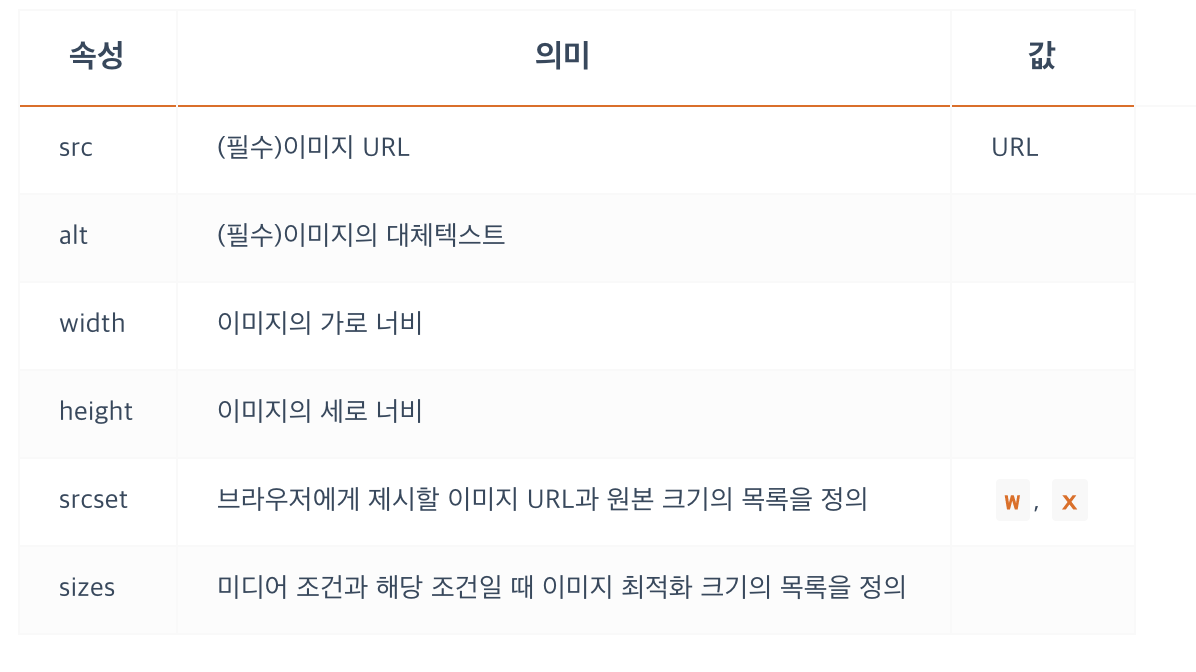 속성 의미 값
src (필수)이미지 URL URL
alt (필수)이미지의 대체텍스트
width 이미지의 가로 너비
height 이미지의 세로 너비
srcset 브라우저에게 제시할 이미지 URL과 원본 크기의 목록을 정의 w, x
sizes 미디어 조건과 해당 조건일 때 이미지 최적화 크기의 목록을 정의